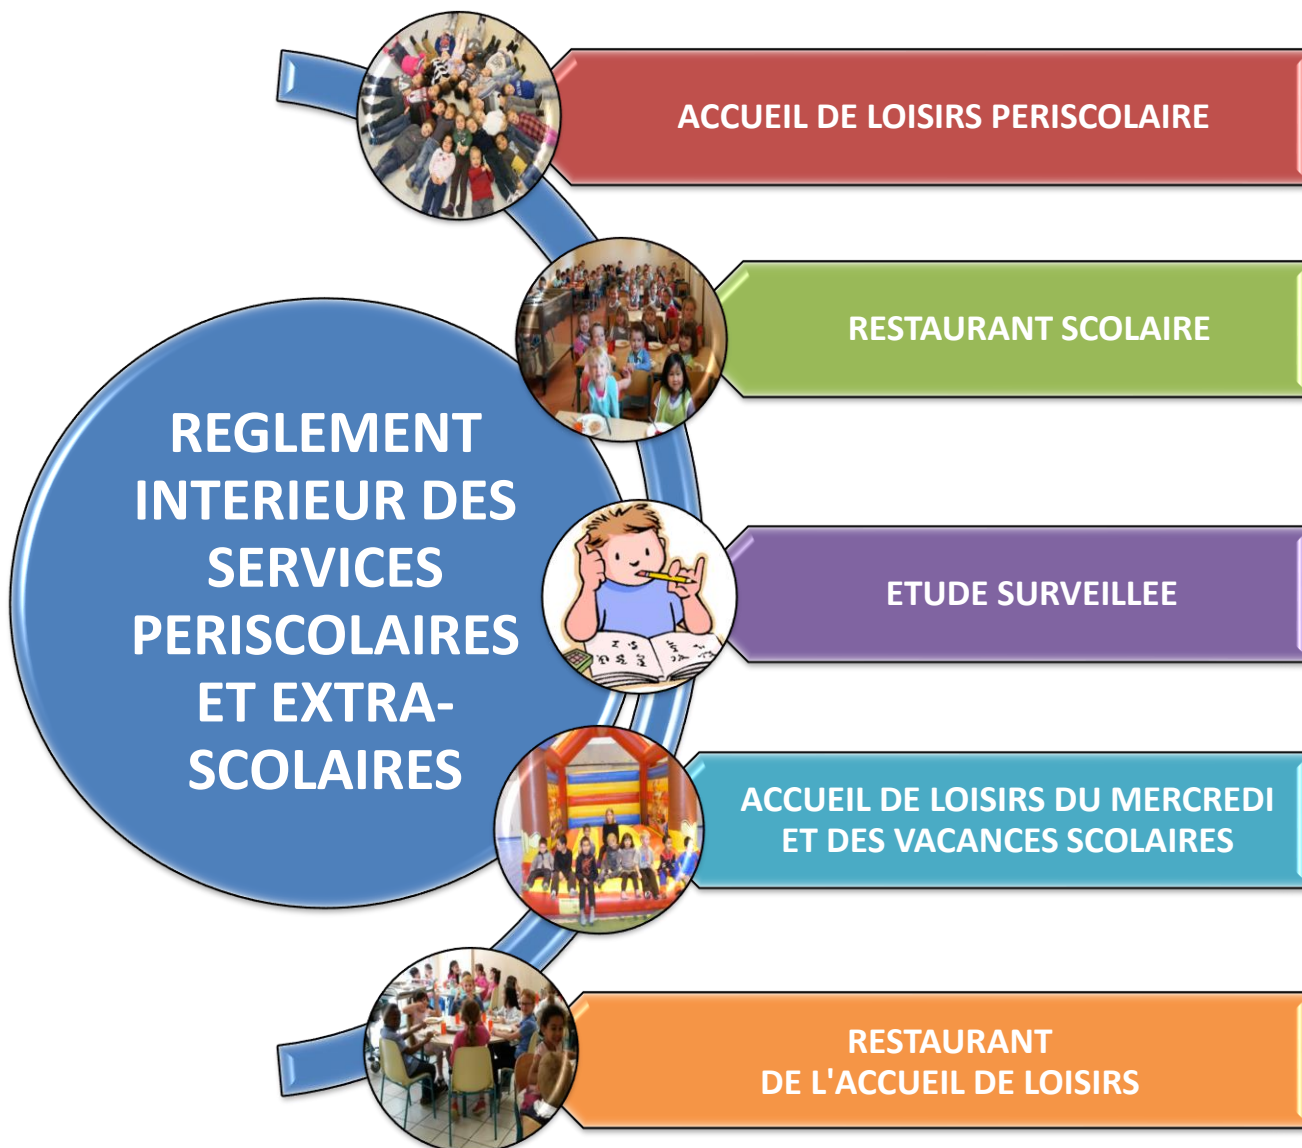 REGLEMENT
INTERIEUR DES
SERVICES
PERISCOLAIRES
ET EXTRA-
SCOLAIRES
ACCUEIL DE LOISIRS PERISCOLAIRE
RESTAURANT SCOLAIRE
ETUDE SURVEILLEE
ACCUEIL DE LOISIRS DU MERCREDI
ET DES VACANCES SCOLAIRES
RESTAURANT
DE L'ACCUEIL DE LOISIRS